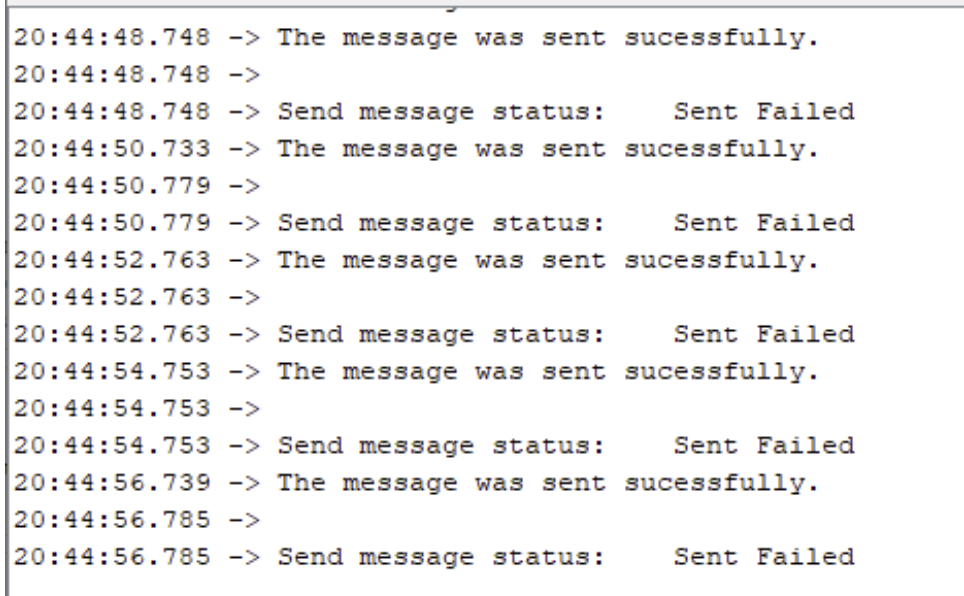 20:44:48.748 -> The message was sent sucessfully.
20:44:48.748 ->
20:44:48.748 -> Send message status:    Sent Failed
20:44:50.733 -> The message was sent sucessfully.
20:44:50.779 ->
20:44:50.779 -> Send message status:    Sent Failed
20:44:52.763 -> The message was sent sucessfully.
20:44:52.763 ->
20:44:52.763 -> Send message status:    Sent Failed
20:44:54.753 -> The message was sent sucessfully.
20:44:54.753 ->
20:44:54.753 -> Send message status:    Sent Failed
20:44:56.739 -> The message was sent sucessfully.
20:44:56.785 ->
20:44:56.785 -> Send message status:    Sent Failed